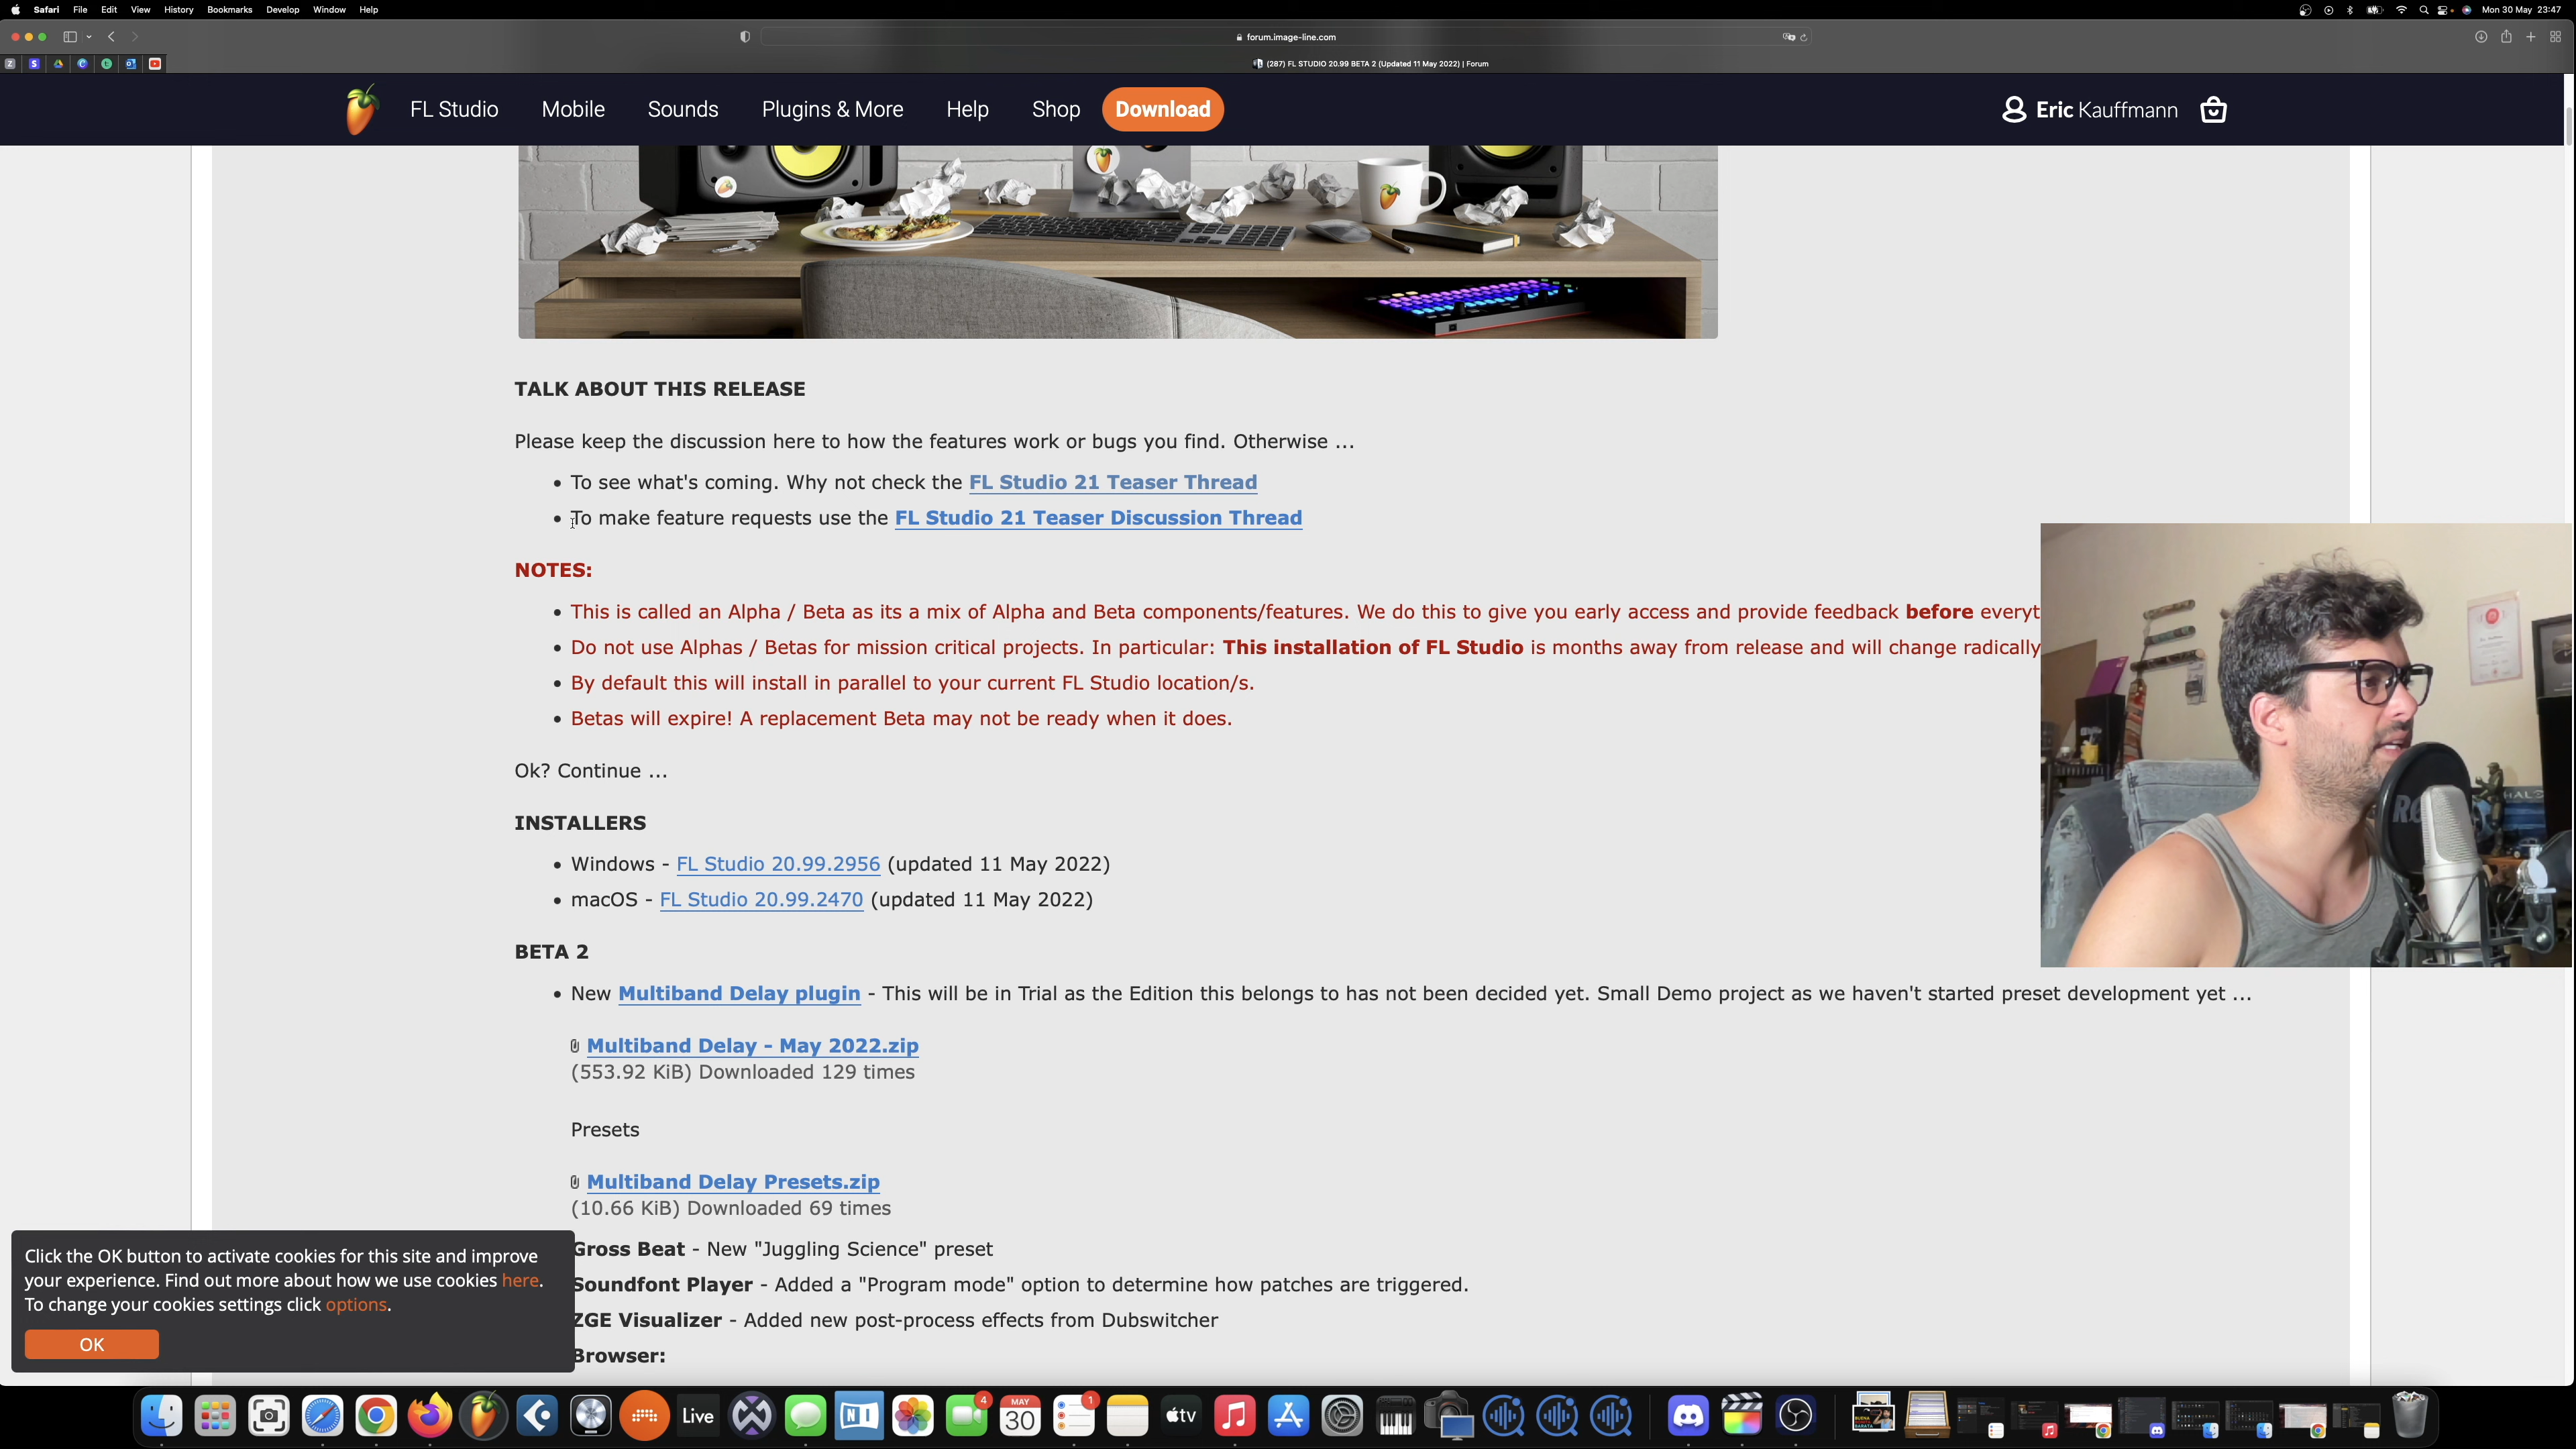 Safari File Edit View History Bookmarks Develop Window Help
Mon 30 May 23:47
forum.image-line.com
(287) FL STUDIO 20.99 BETA 2 (Updated 11 May 2022) | Forum
FL Studio Mobile Sounds Plugins & More Help Shop Download
Eric Kauffmann
TALK ABOUT THIS RELEASE
Please keep the discussion here to how the features work or bugs you find. Otherwise ...
To see what's coming. Why not check the FL Studio 21 Teaser Thread
To make feature requests use the FL Studio 21 Teaser Discussion Thread
NOTES:
This is called an Alpha / Beta as its a mix of Alpha and Beta components/features. We do this to give you early access and provide feedback before everyt
Do not use Alphas / Betas for mission critical projects. In particular: This installation of FL Studio is months away from release and will change radically
By default this will install in parallel to your current FL Studio location/s.
Betas will expire! A replacement Beta may not be ready when it does.
Ok? Continue ...
INSTALLERS
Windows - FL Studio 20.99.2956 (updated 11 May 2022)
macOS - FL Studio 20.99.2470 (updated 11 May 2022)
BETA 2
New Multiband Delay plugin - This will be in Trial as the Edition this belongs to has not been decided yet. Small Demo project as we haven't started preset development yet ...
Multiband Delay - May 2022.zip
(553.92 KiB) Downloaded 129 times
Presets
Multiband Delay Presets.zip
(10.66 KiB) Downloaded 69 times
Gross Beat - New "Juggling Science" preset
Soundfont Player - Added a "Program mode" option to determine how patches are triggered.
ZGE Visualizer - Added new post-process effects from Dubswitcher
Browser:
Click the OK button to activate cookies for this site and improve
your experience. Find out more about how we use cookies here.
To change your cookies settings click options.
OK
HALO
Live
NI
4
MAY
30
1
tv